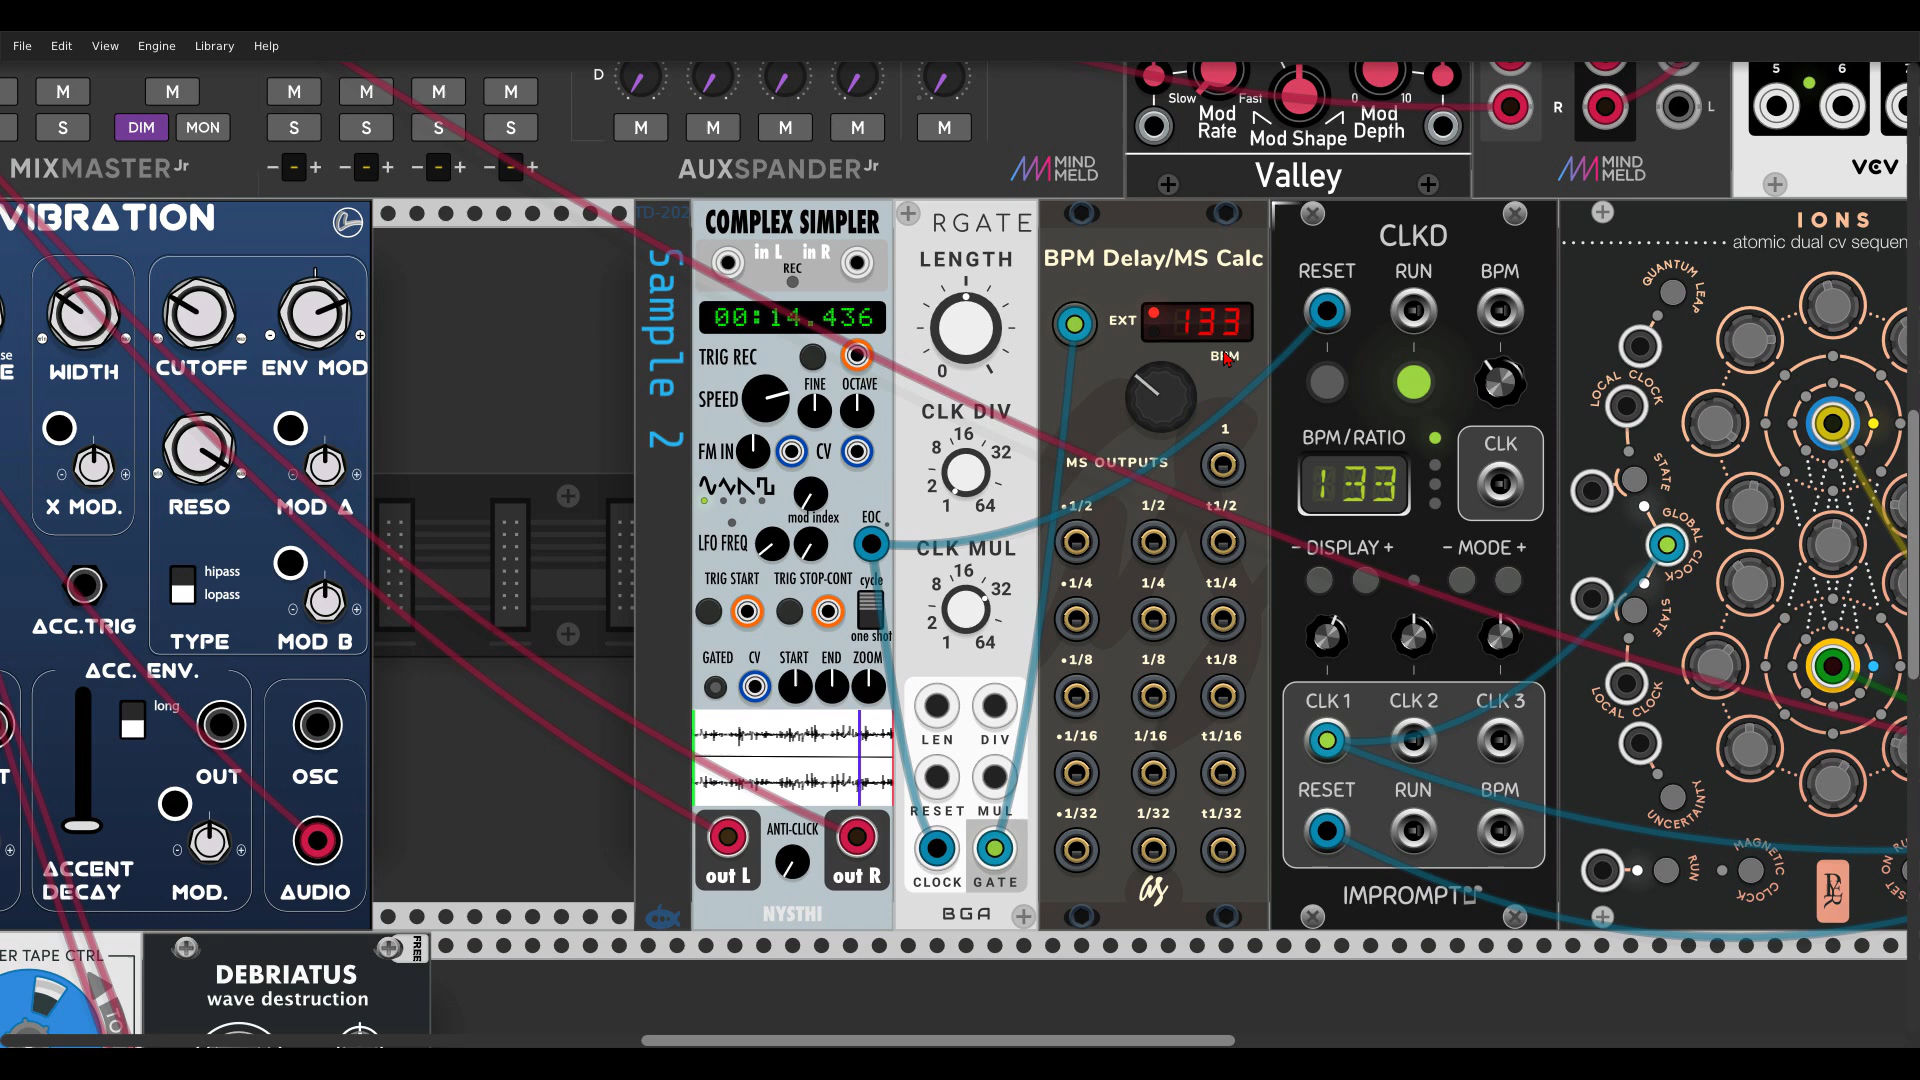 File Edit View Engine Library Help
M M M M M M
S DIM MON S S S S
MIXMASTER Jr
- - + - - + - - + - - +
D
M M M M M
AUXSPANDER Jr
MIND MELD
Slow Fast 0 10
Mod Rate Mod Shape Mod Depth
Valley
R L
MIND MELD
5 6
VCV
VIBRATION
WIDTH CUTOFF ENV MOD
X MOD. RESO MOD A
hipass
lopass
ACC.TRIG TYPE MOD B
ACC. ENV.
long
OUT OSC
ACCENT DECAY MOD. AUDIO
TD-202
Sample 2
COMPLEX SIMPLER
in L in R
REC
00:14.436
TRIG REC
SPEED FINE OCTAVE
FM IN CV
mod index
EOC
LFO FREQ
TRIG START TRIG STOP-CONT cycle
one shot
GATED CV START END ZOOM
ANTI-CLICK
out L out R
NYSTHI
RGATE
LENGTH
0
CLK DIV
1 2 8 16 32 64
CLK MUL
1 2 8 16 32 64
LEN DIV
RESET MUL
CLOCK GATE
BGA
BPM Delay/MS Calc
EXT 133
BPM
1
MS OUTPUTS
•1/2 1/2 t1/2
•1/4 1/4 t1/4
•1/8 1/8 t1/8
•1/16 1/16 t1/16
•1/32 1/32 t1/32
as
CLKD
RESET RUN BPM
BPM/RATIO
133
CLK
- DISPLAY + - MODE +
CLK 1 CLK 2 CLK 3
RESET RUN BPM
IMPROMPTU
IONS
atomic dual cv sequen
QUANTUM LEAP
LOCAL CLOCK
STATE
GLOBAL CLOCK
STATE
LOCAL CLOCK
UNCERTAINTY
RUN
MAGNETIC CLOCK
ER TAPE CTRL
DEBRIATUS
wave destruction
FREE